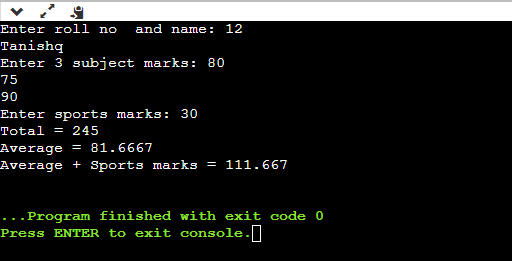 Enter roll no  and name: 12
Tanishq
Enter 3 subject marks: 80
75
90
Enter sports marks: 30
Total = 245
Average = 81.6667
Average + Sports marks = 111.667
...Program finished with exit code 0
Press ENTER to exit console.